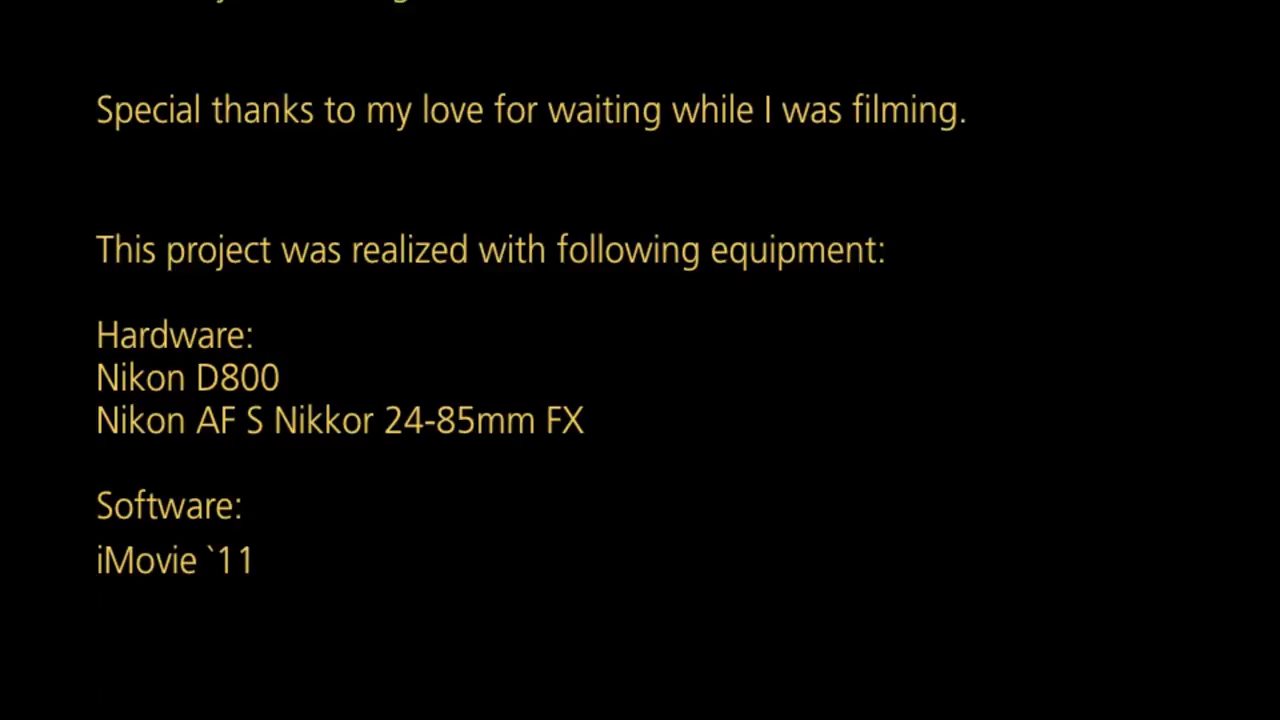 Special thanks to my love for waiting while I was filming.
This project was realized with following equipment:
Hardware:
Nikon D800
Nikon AF S Nikkor 24-85mm FX
Software:
iMovie `11